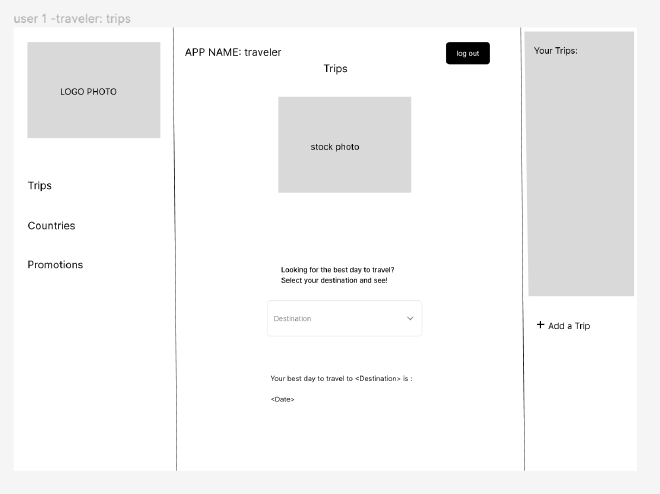 user 1 -traveler: trips
LOGO PHOTO
Trips
Countries
Promotions
APP NAME: traveler
log out
Trips
stock photo
Looking for the best day to travel?
Select your destination and see!
Destination
Your best day to travel to <Destination> is :
<Date>
Your Trips:
+ Add a Trip